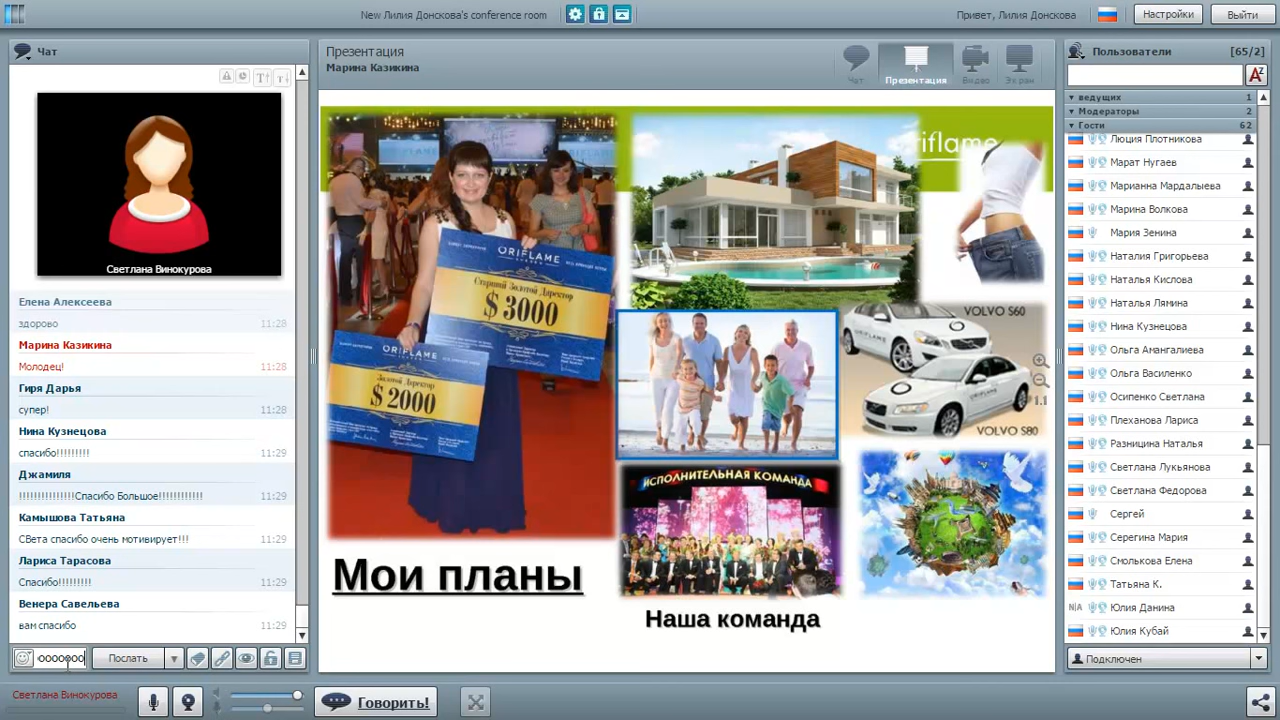 New Лилия Донскова's conference room
Привет, Лилия Донскова
Настройки
Выйти
Чат
T↑
T↓
Светлана Винокурова
Елена Алексеева
здорово 11:28
Марина Казикина
Молодец! 11:28
Гиря Дарья
супер! 11:28
Нина Кузнецова
спасибо!!!!!!!!! 11:29
Джамиля
!!!!!!!!!!!!!!!Спасибо Большое!!!!!!!!!!!! 11:29
Камышова Татьяна
СВета спасибо очень мотивирует!!! 11:29
Лариса Тарасова
Спасибо!!!!!!!!! 11:29
Венера Савельева
вам спасибо 11:29
Послать
Светлана Винокурова
Говорить!
Презентация
Марина Казикина
Чат
Презентация
Видео
Экран
riflame
ORIFLAME
Старший Золотой Директор
$ 3000
ORIFLAME
Золотой Директор
$ 2000
VOLVO S60
VOLVO S80
ИСПОЛНИТЕЛЬНАЯ КОМАНДА
Мои планы
Наша команда
1:1
Пользователи [65/2]
AZ
ведущих 1
Модераторы 2
Гости 62
Люция Плотникова
Марат Нугаев
Марианна Мардалыева
Марина Волкова
Мария Зенина
Наталия Григорьева
Наталья Кислова
Наталья Лямина
Нина Кузнецова
Ольга Амангалиева
Ольга Василенко
Осипенко Светлана
Плеханова Лариса
Разницина Наталья
Светлана Лукьянова
Светлана Федорова
Сергей
Серегина Мария
Смолькова Елена
Татьяна К.
N/A Юлия Данина
Юлия Кубай
Подключен